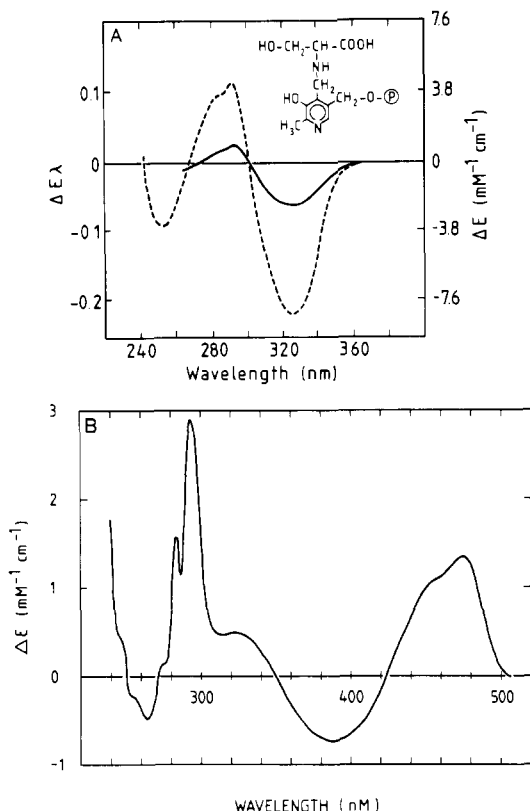 A
HO-CH₂-CH-COOH
NH
CH₂
HO
CH₂-O-Ⓟ
H₃C
N
ΔEλ
0.1
0
-0.1
-0.2
7.6
3.8
0
-3.8
-7.6
ΔE (mM⁻¹ cm⁻¹)
240 280 320 360
Wavelength (nm)
B
ΔE (mM⁻¹ cm⁻¹)
3
2
1
0
-1
300 400 500
WAVELENGTH (nM)